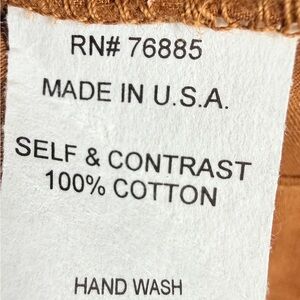 RN# 76885
MADE IN U.S.A.
SELF & CONTRAST
100% COTTON
HAND WASH